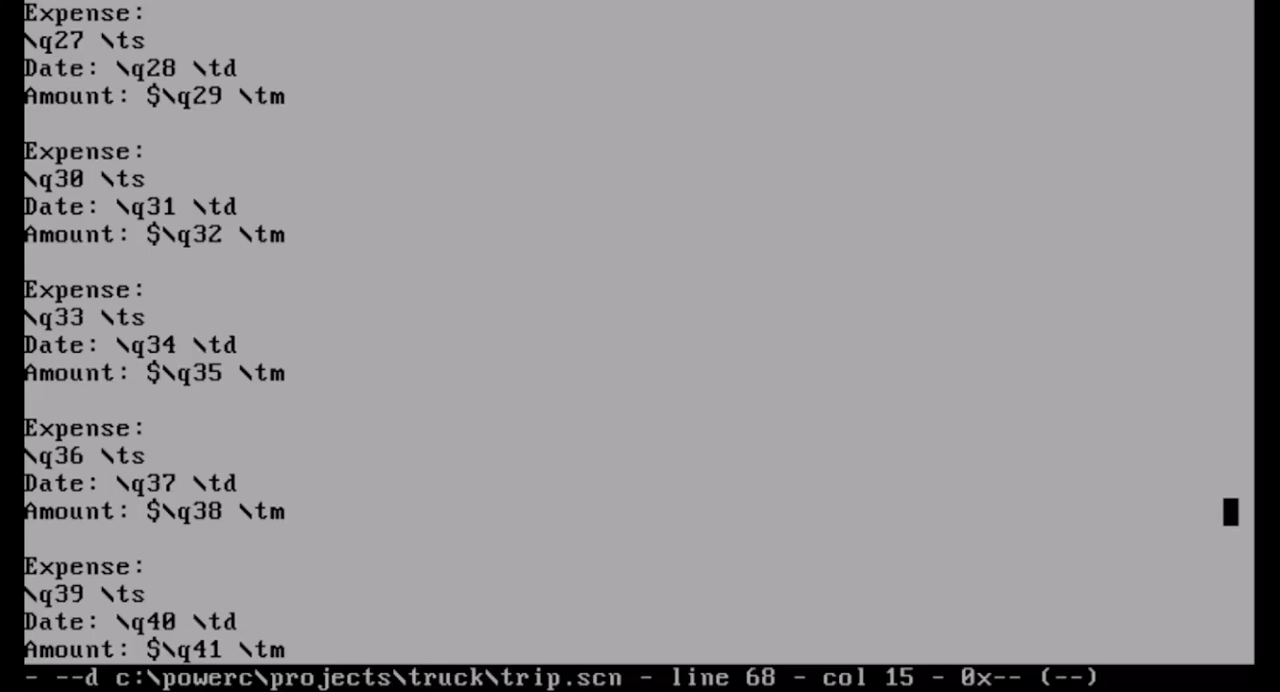 Expense:
\q27 \ts
Date: \q28 \td
Amount: $\q29 \tm
Expense:
\q30 \ts
Date: \q31 \td
Amount: $\q32 \tm
Expense:
\q33 \ts
Date: \q34 \td
Amount: $\q35 \tm
Expense:
\q36 \ts
Date: \q37 \td
Amount: $\q38 \tm
Expense:
\q39 \ts
Date: \q40 \td
Amount: $\q41 \tm
- --d c:\powerc\projects\truck\trip.scn - line 68 - col 15 - 0x-- (--)